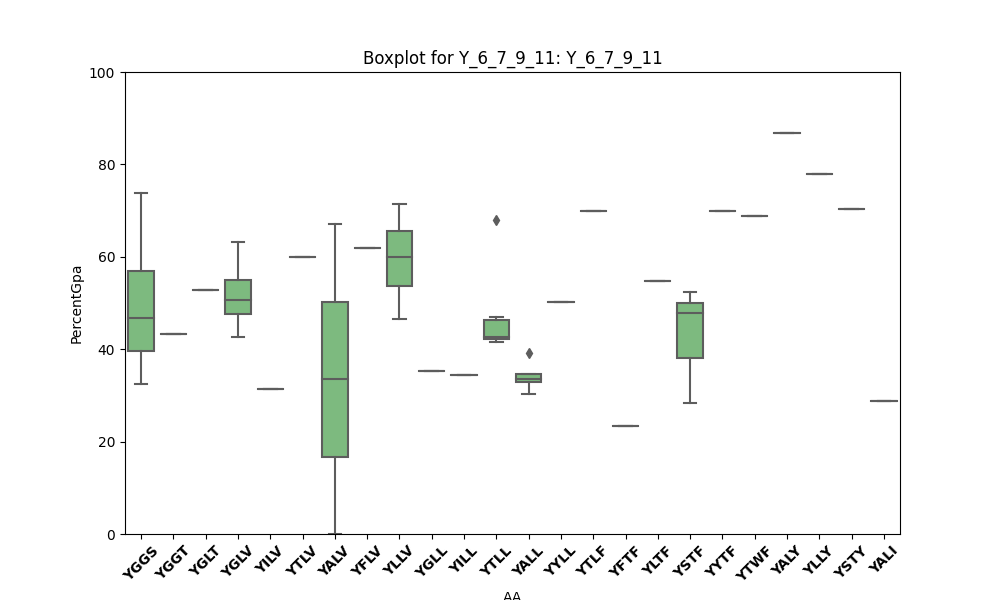 Boxplot for Y_6_7_9_11: Y_6_7_9_11
100
80
60
40
20
0
PercentGpa
YGGS YGGT YGLT YGLV YILV YTLV YALV YFLV YLLV YGLL YILL YTLL YALL YYLL YTLF YFTF YLTF YSTF YYTF YTWF YALY YLLY YSTY YALI
AA